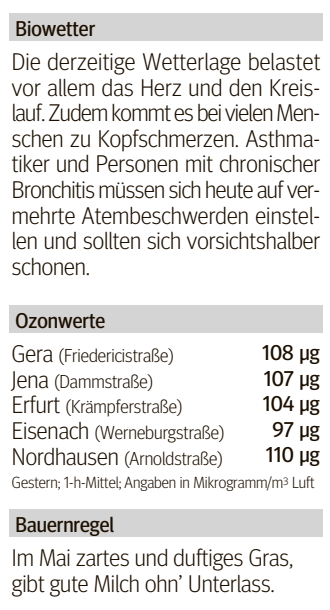 Biowetter
Die derzeitige Wetterlage belastet
vor allem das Herz und den Kreis-
lauf. Zudem kommt es bei vielen Men-
schen zu Kopfschmerzen. Asthma-
tiker und Personen mit chronischer
Bronchitis müssen sich heute auf ver-
mehrte Atembeschwerden einstel-
len und sollten sich vorsichtshalber
schonen.
Ozonwerte
Gera (Friedericistraße) 108 µg
Jena (Dammstraße) 107 µg
Erfurt (Krämpferstraße) 104 µg
Eisenach (Werneburgstraße) 97 µg
Nordhausen (Arnoldstraße) 110 µg
Gestern; 1-h-Mittel; Angaben in Mikrogramm/m³ Luft
Bauernregel
Im Mai zartes und duftiges Gras,
gibt gute Milch ohn’ Unterlass.